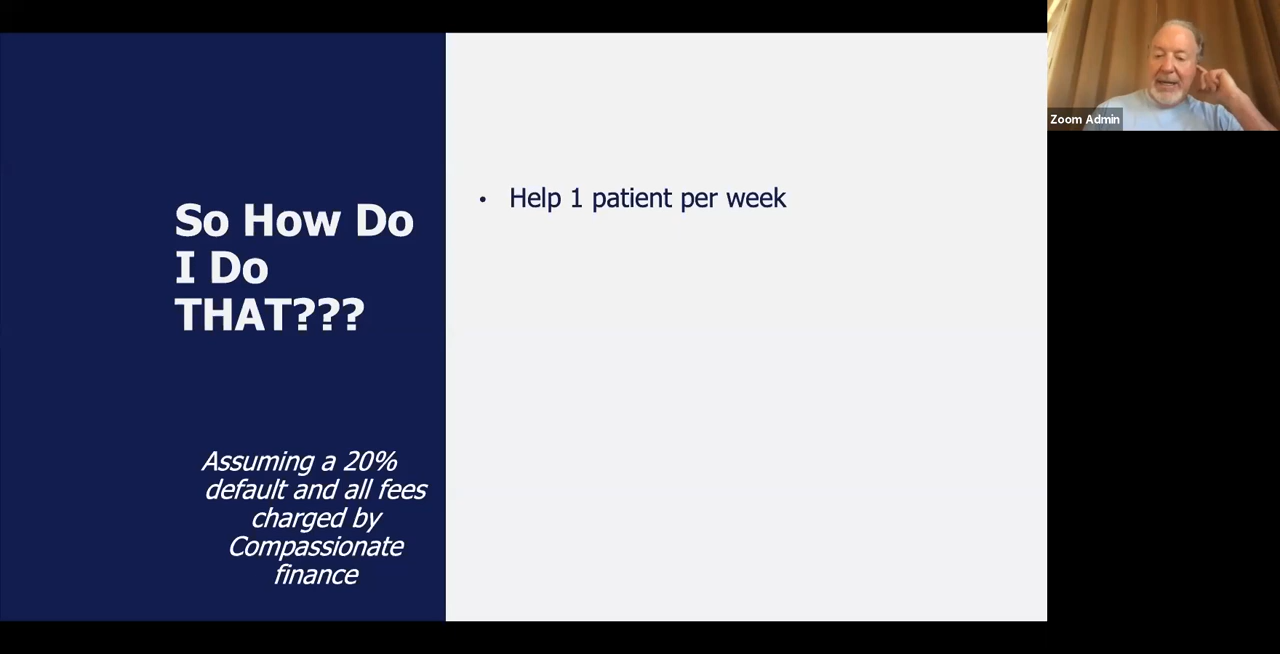 So How Do
I Do
THAT???
Assuming a 20%
default and all fees
charged by
Compassionate
finance
• Help 1 patient per week
Zoom Admin